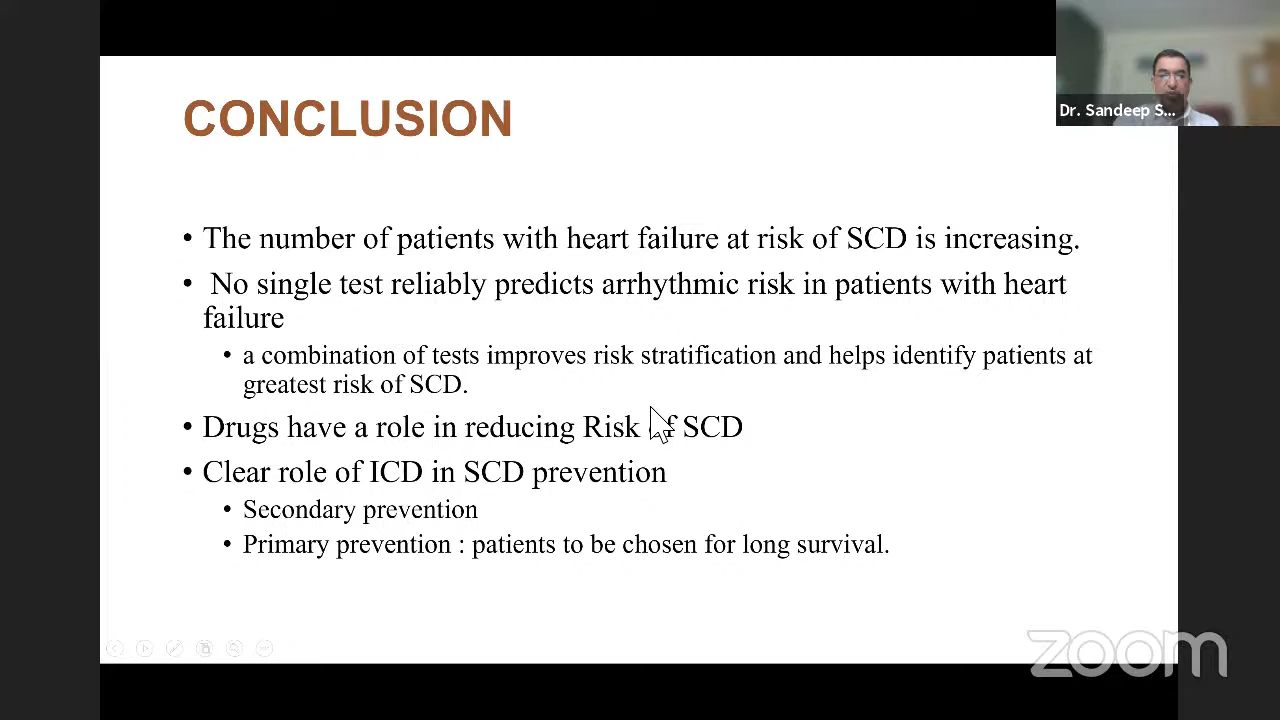 CONCLUSION
Dr. Sandeep S...
• The number of patients with heart failure at risk of SCD is increasing.
• No single test reliably predicts arrhythmic risk in patients with heart
failure
• a combination of tests improves risk stratification and helps identify patients at
greatest risk of SCD.
• Drugs have a role in reducing Risk of SCD
• Clear role of ICD in SCD prevention
• Secondary prevention
• Primary prevention : patients to be chosen for long survival.
zoom